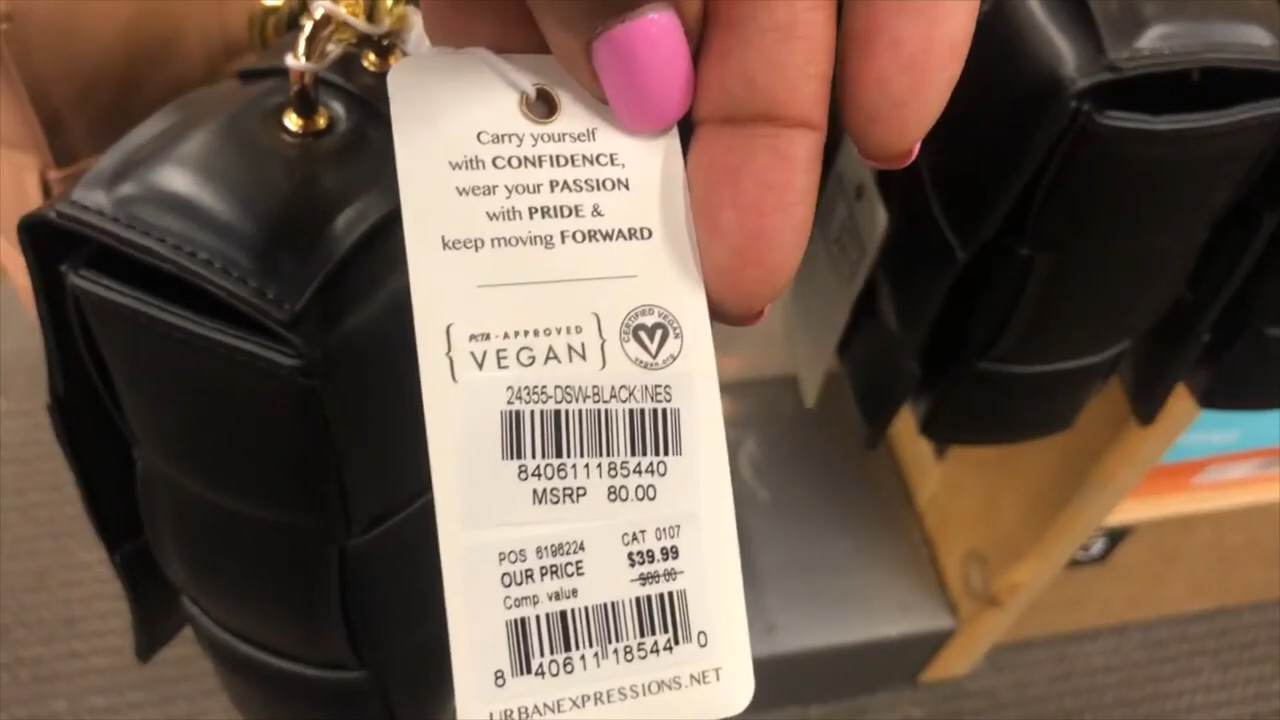 Carry yourself
with CONFIDENCE,
wear your PASSION
with PRIDE &
keep moving FORWARD
PETA - APPROVED
VEGAN
CERTIFIED VEGAN
vegan.org
24355-DSW-BLACK:INES
840611185440
MSRP 80.00
POS 6196224 CAT 0107
OUR PRICE $39.99
Comp. value $80.00
8 40611 18544 0
URBANEXPRESSIONS.NET